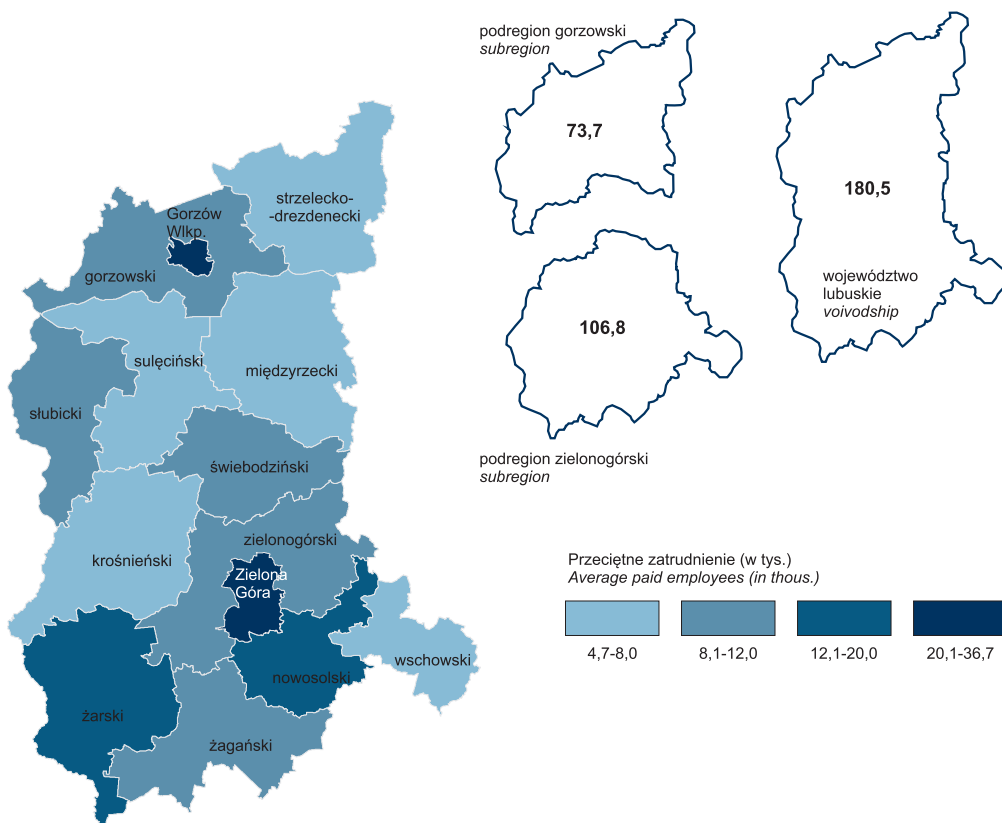 podregion gorzowski
subregion
73,7
180,5
województwo
lubuskie
voivodship
106,8
podregion zielonogórski
subregion
strzelecko-
-drezdenecki
Gorzów
Wlkp.
gorzowski
sulęciński
międzyrzecki
słubicki
świebodziński
zielonogórski
krośnieński
Zielona
Góra
wschowski
nowosolski
żarski
żagański
Przeciętne zatrudnienie (w tys.)
Average paid employees (in thous.)
4,7-8,0
8,1-12,0
12,1-20,0
20,1-36,7